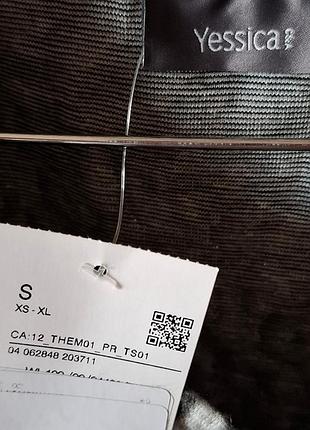 Yessica
S
XS - XL
CA:12_THEM01_PR_TS01
04 062848 203711